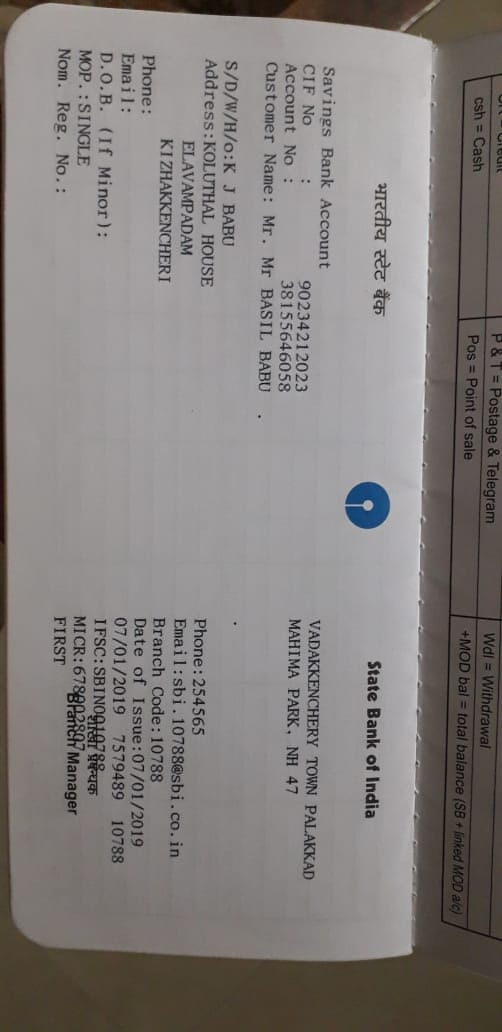 Cr = Credit
csh = Cash
P & T = Postage & Telegram
Pos = Point of sale
Wdl = Withdrawal
+MOD bal = total balance (SB + linked MOD a/c)
भारतीय स्टेट बैंक
State Bank of India
Savings Bank Account
CIF No : 90234212023
Account No : 38155646058
Customer Name: Mr. Mr BASIL BABU .
S/D/W/H/o:K J BABU
Address:KOLUTHAL HOUSE
ELAVAMPADAM
KIZHAKKENCHERI
Phone:
Email:
D.O.B. (If Minor):
MOP.:SINGLE
Nom. Reg. No.:
VADAKKENCHERY TOWN PALAKKAD
MAHIMA PARK, NH 47
.
Phone:254565
Email:sbi.10788@sbi.co.in
Branch Code:10788
Date of Issue:07/01/2019
07/01/2019 7579489 10788
IFSC:SBIN0010788
शाखा प्रबन्धक
MICR:678002807
Branch Manager
FIRST